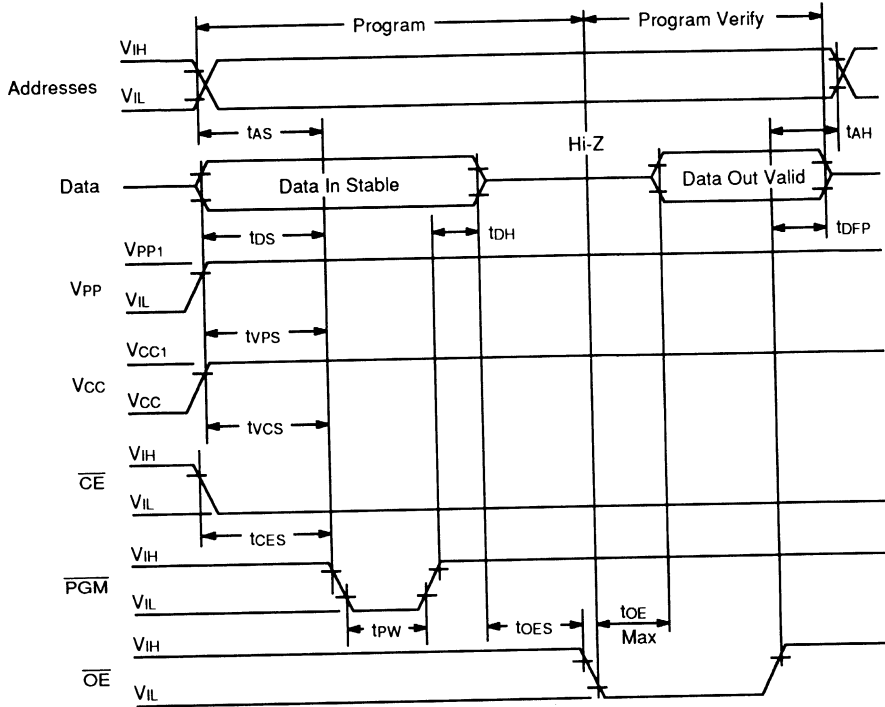 Program
Program Verify
VIH
Addresses
VIL
tAS
tAH
Hi-Z
Data
Data In Stable
Data Out Valid
tDS
tDH
tDFP
VPP1
VPP
VIL
tVPS
VCC1
VCC
VCC
tVCS
VIH
CE
VIL
tCES
VIH
PGM
VIL
tPW
tOES
tOE
Max
VIH
OE
VIL